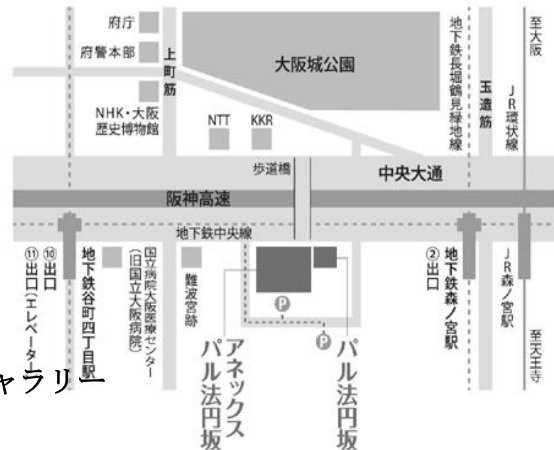 府庁
府警本部
上町筋
大阪城公園
地下鉄長堀鶴見緑地線
玉造筋
JR環状線
至大阪
NHK・大阪
歴史博物館
NTT
KKR
歩道橋
中央大通
阪神高速
地下鉄中央線
⑪出口(エレベーター)
⑩出口
地下鉄谷町四丁目駅
国立病院大阪医療センター
(旧国立大阪病院)
難波宮跡
P
P
②出口
地下鉄森ノ宮駅
JR森ノ宮駅
至天王寺
アネックス
パル法円坂
パル法円坂
ャラリー